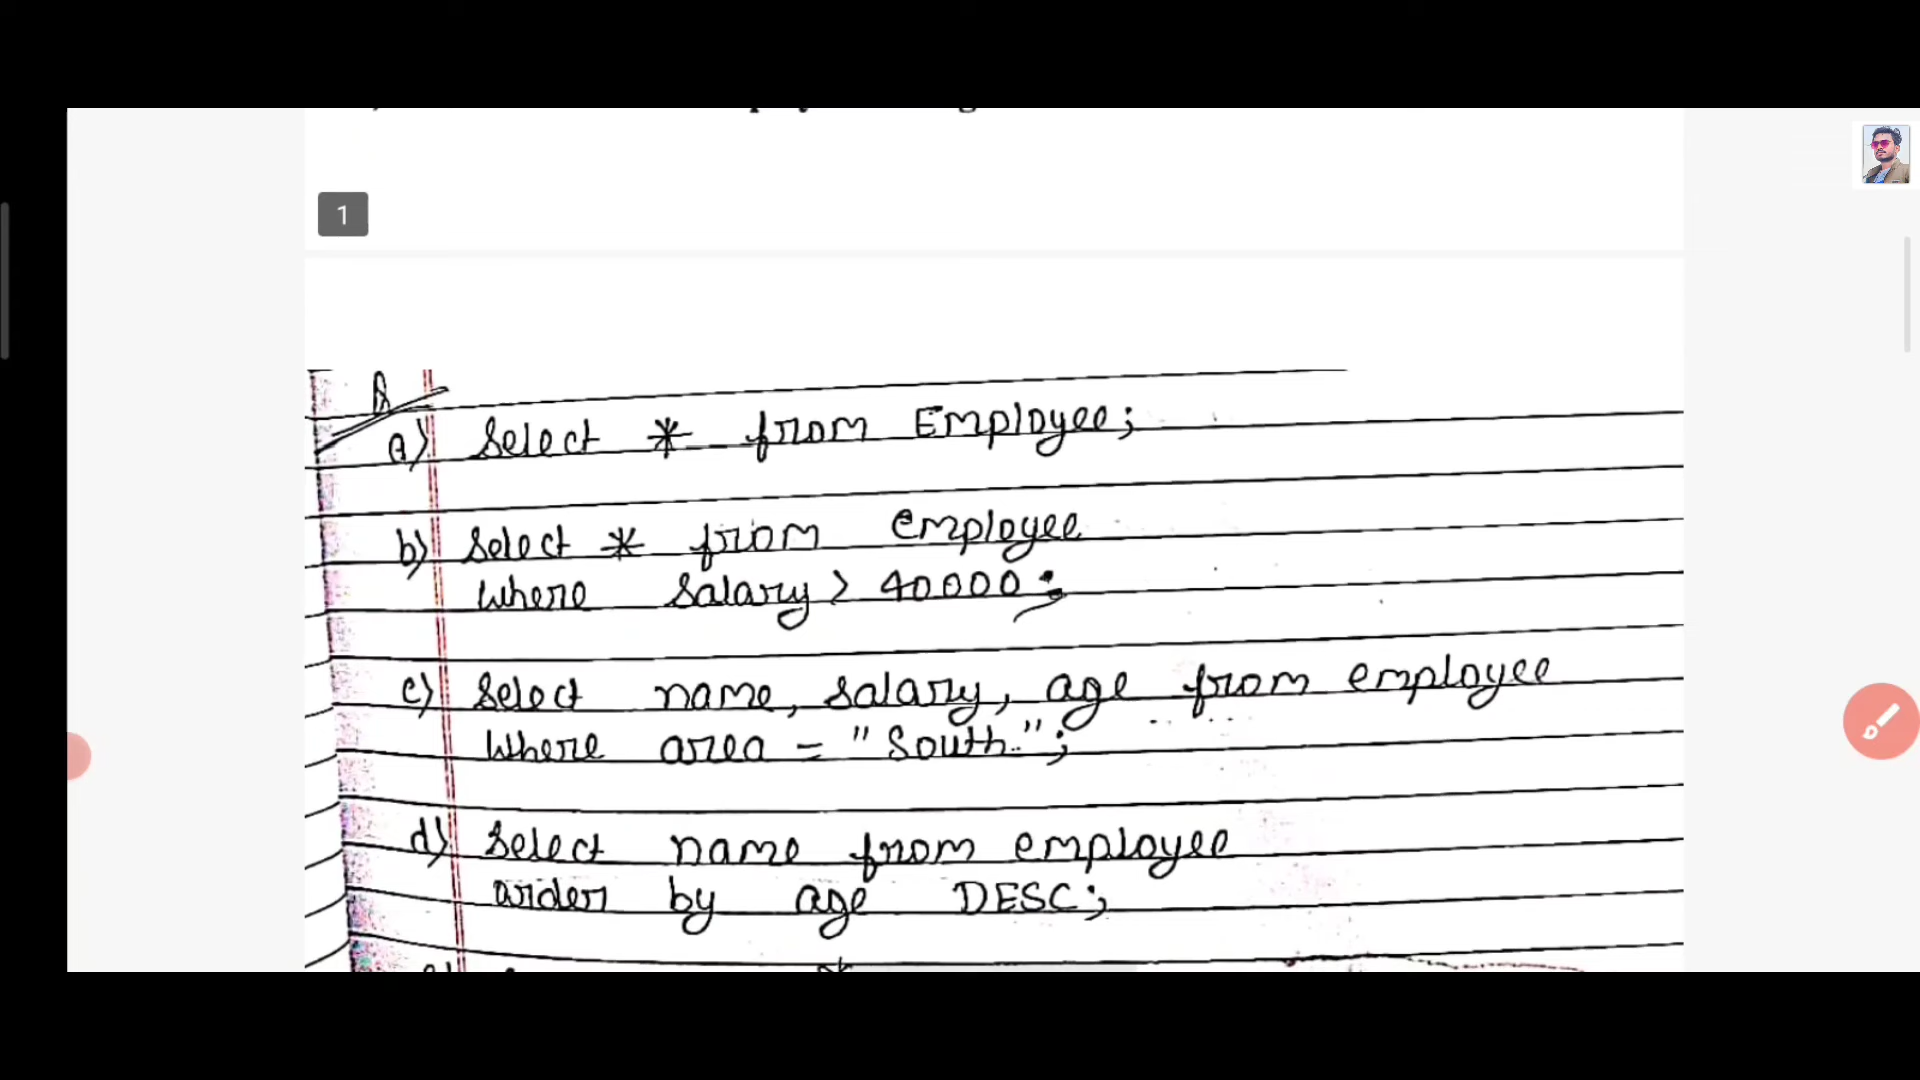 1
A
a) Select * from Employee;
b) Select * from employee
where salary > 40000;
c) Select name, salary, age from employee
where area = "South";
d) Select name from employee
order by age DESC;